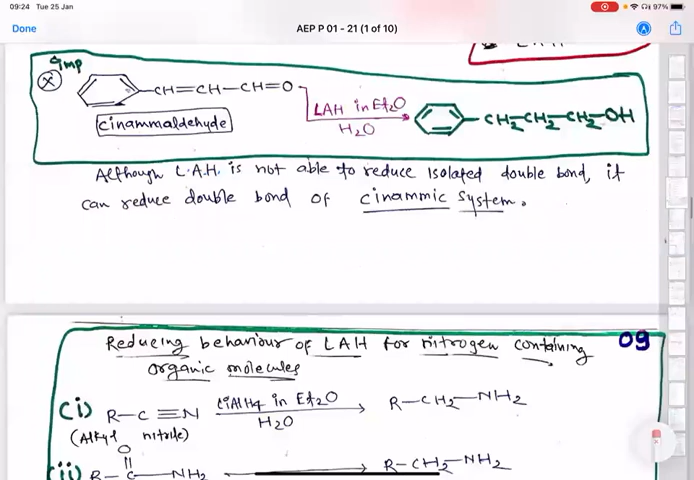 09:24 Tue 25 Jan
97%
Done
AEP P 01 - 21 (1 of 10)
Imp
CH=CH-CH=O
LAH in Et2O
H2O
CH2-CH2-CH2-OH
cinammaldehyde
Although L.A.H. is not able to reduce isolated double bond, it
can reduce double bond of cinammic system.
Reducing behaviour of LAH for nitrogen containing
organic molecules
09
(i) R-C≡N
LiAlH4 in Et2O
H2O
R-CH2-NH2
(Alkyl nitrile)
O
(ii) R-C-NH2
R-CH2-NH2